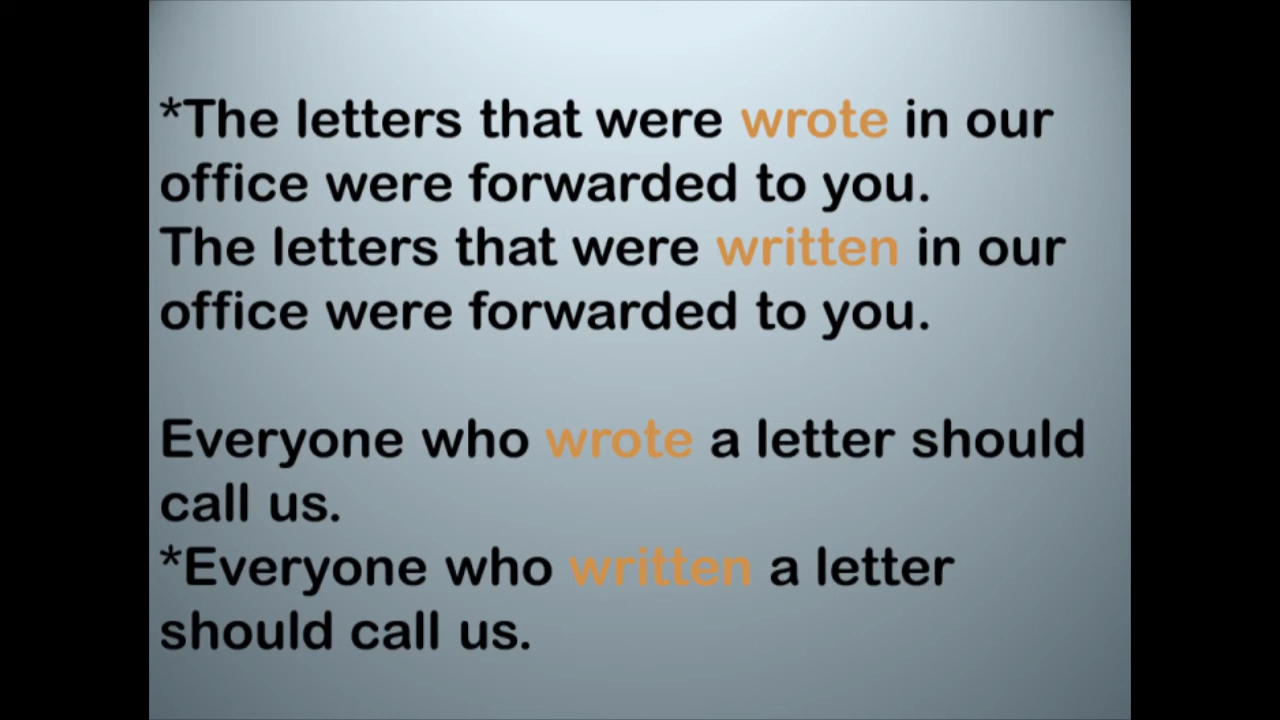 *The letters that were wrote in our
office were forwarded to you.
The letters that were written in our
office were forwarded to you.
Everyone who wrote a letter should
call us.
*Everyone who written a letter
should call us.